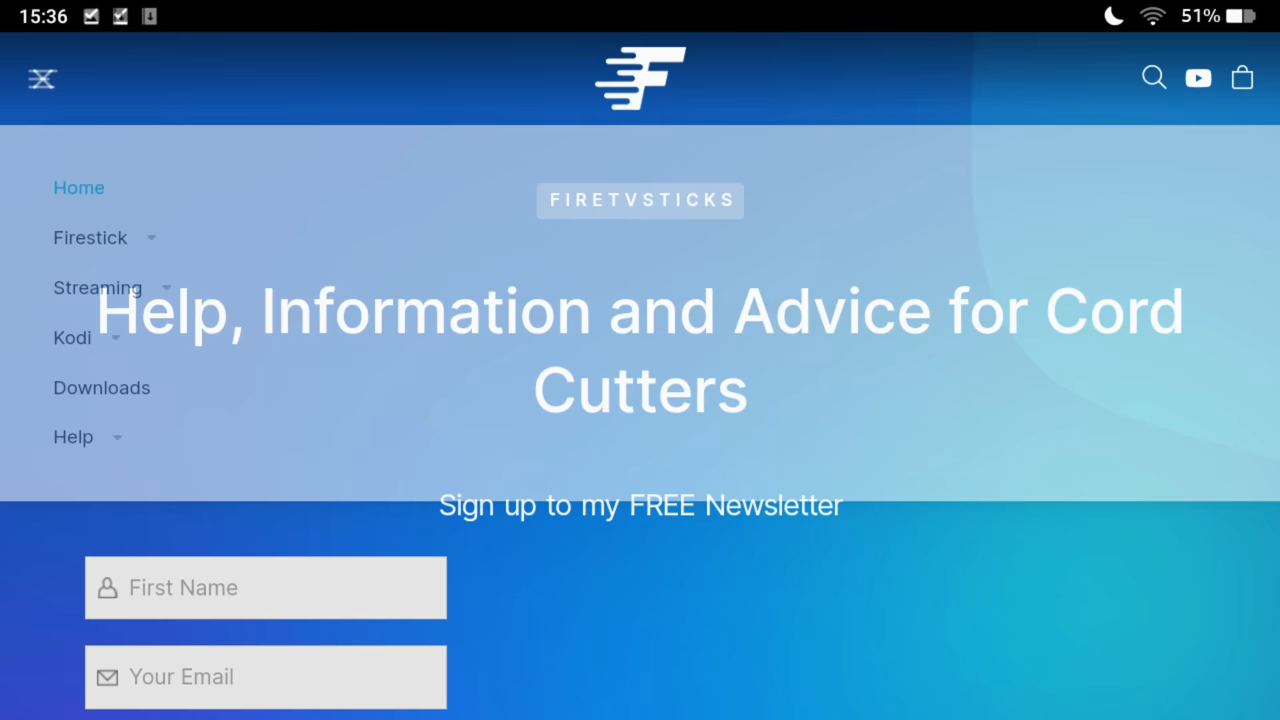 15:36
51%
Home
FIRETVSTICKS
Firestick
Streaming
Help, Information and Advice for Cord
Kodi
Cutters
Downloads
Help
Sign up to my FREE Newsletter
First Name
Your Email